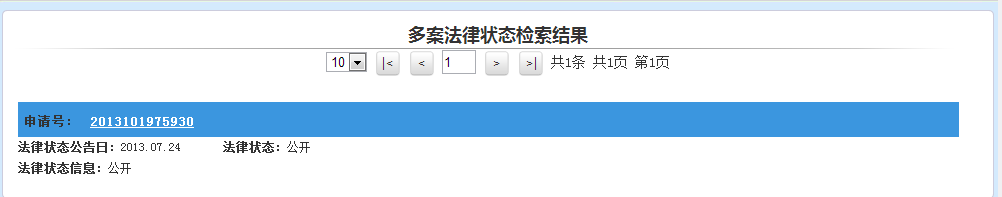 多案法律状态检索结果
10 |< < 1 > >| 共1条 共1页 第1页
申请号： 2013101975930
法律状态公告日：2013.07.24 法律状态：公开
法律状态信息：公开